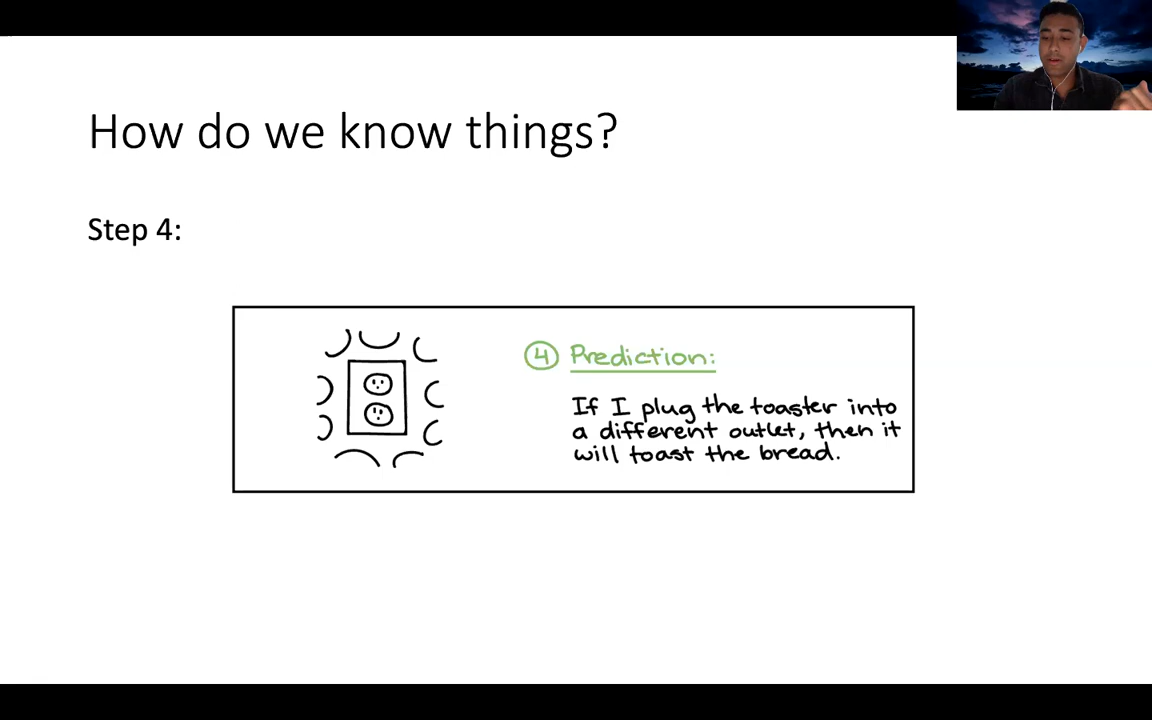 How do we know things?
Step 4:
4 Prediction:
If I plug the toaster into
a different outlet, then it
will toast the bread.